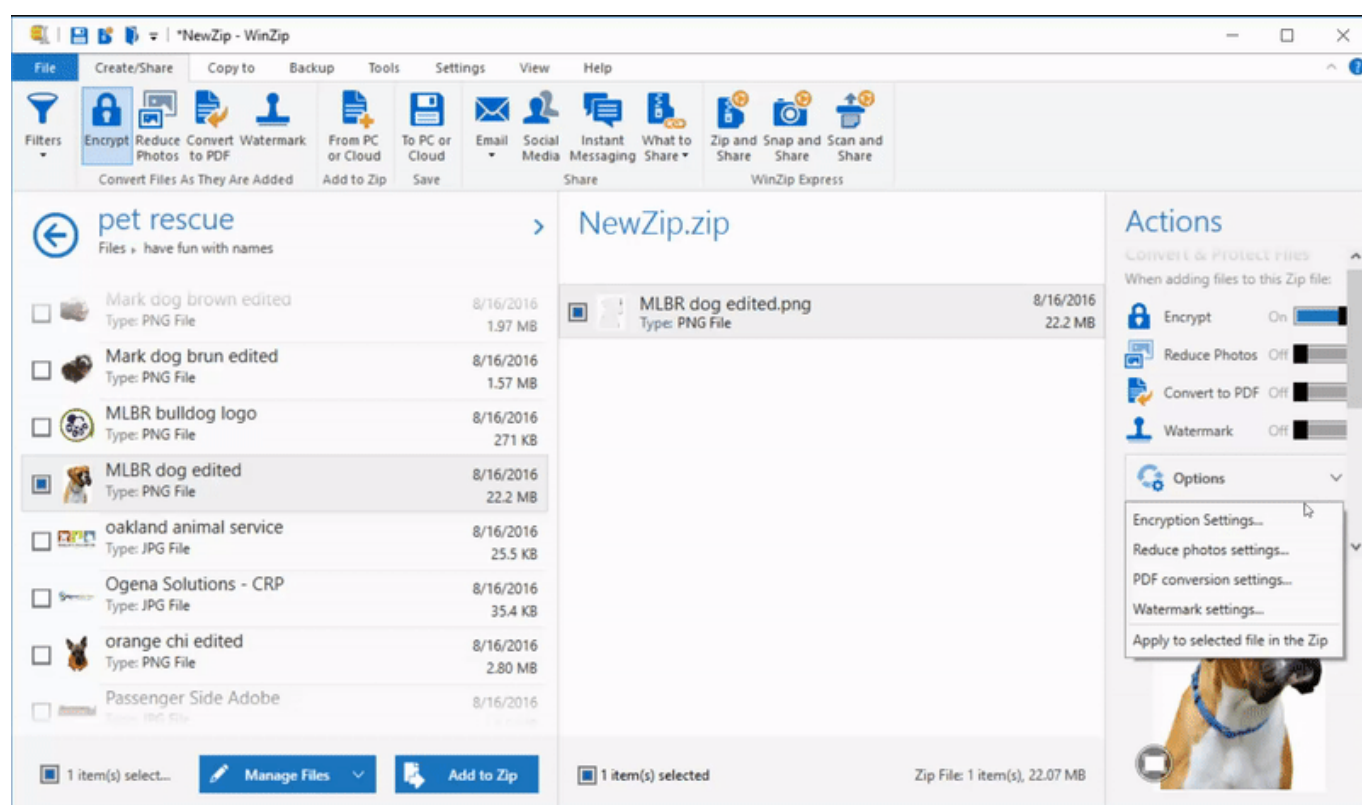 *NewZip - WinZip
File Create/Share Copy to Backup Tools Settings View Help
Filters
Encrypt Reduce Photos Convert to PDF Watermark
Convert Files As They Are Added
From PC or Cloud
Add to Zip
To PC or Cloud
Save
Email Social Media Instant Messaging What to Share
Share
Zip and Share Snap and Share Scan and Share
WinZip Express
pet rescue
Files ▸ have fun with names
Mark dog brown edited 8/16/2016
Type: PNG File 1.97 MB
Mark dog brun edited 8/16/2016
Type: PNG File 1.57 MB
MLBR bulldog logo 8/16/2016
Type: PNG File 271 KB
MLBR dog edited 8/16/2016
Type: PNG File 22.2 MB
oakland animal service 8/16/2016
Type: JPG File 25.5 KB
Ogena Solutions - CRP 8/16/2016
Type: JPG File 35.4 KB
orange chi edited 8/16/2016
Type: PNG File 2.80 MB
Passenger Side Adobe 8/16/2016
Type: JPG File
1 item(s) select...
Manage Files
Add to Zip
NewZip.zip
MLBR dog edited.png 8/16/2016
Type: PNG File 22.2 MB
1 item(s) selected
Zip File: 1 item(s), 22.07 MB
Actions
Convert & Protect Files
When adding files to this Zip file:
Encrypt On
Reduce Photos Off
Convert to PDF Off
Watermark Off
Options
Encryption Settings...
Reduce photos settings...
PDF conversion settings...
Watermark settings...
Apply to selected file in the Zip